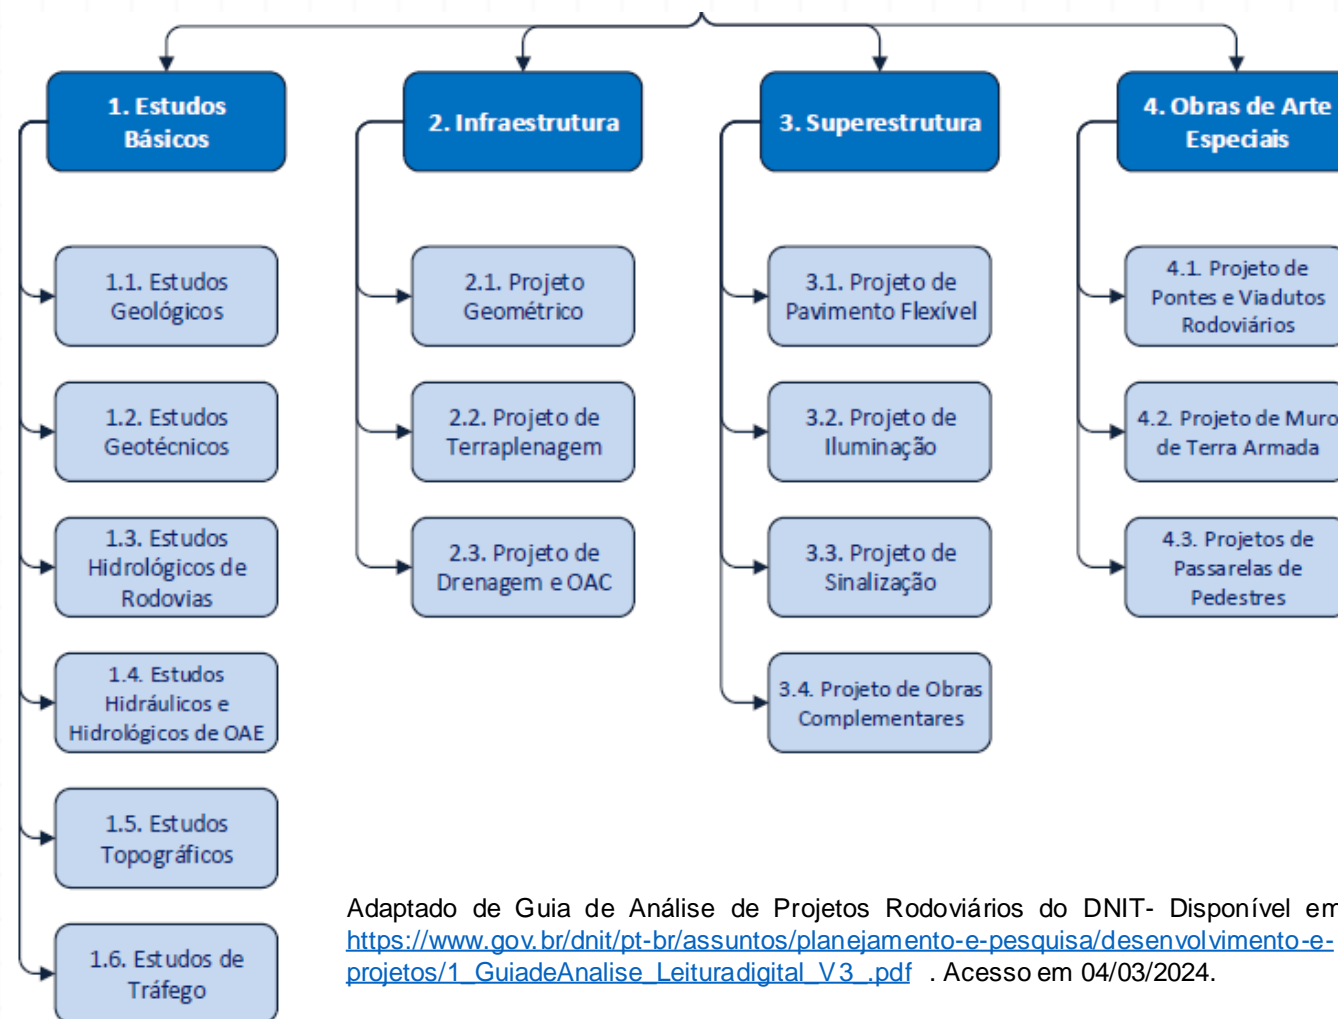 1. Estudos
Básicos
1.1. Estudos
Geológicos
1.2. Estudos
Geotécnicos
1.3. Estudos
Hidrológicos de
Rodovias
1.4. Estudos
Hidráulicos e
Hidrológicos de OAE
1.5. Estudos
Topográficos
1.6. Estudos de
Tráfego
2. Infraestrutura
2.1. Projeto
Geométrico
2.2. Projeto de
Terraplenagem
2.3. Projeto de
Drenagem e OAC
3. Superestrutura
3.1. Projeto de
Pavimento Flexível
3.2. Projeto de
Iluminação
3.3. Projeto de
Sinalização
3.4. Projeto de Obras
Complementares
4. Obras de Arte
Especiais
4.1. Projeto de
Pontes e Viadutos
Rodoviários
4.2. Projeto de Muro
de Terra Armada
4.3. Projetos de
Passarelas de
Pedestres
Adaptado de Guia de Análise de Projetos Rodoviários do DNIT- Disponível em
https://www.gov.br/dnit/pt-br/assuntos/planejamento-e-pesquisa/desenvolvimento-e-
projetos/1_GuiadeAnalise_Leituradigital_V3_.pdf . Acesso em 04/03/2024.